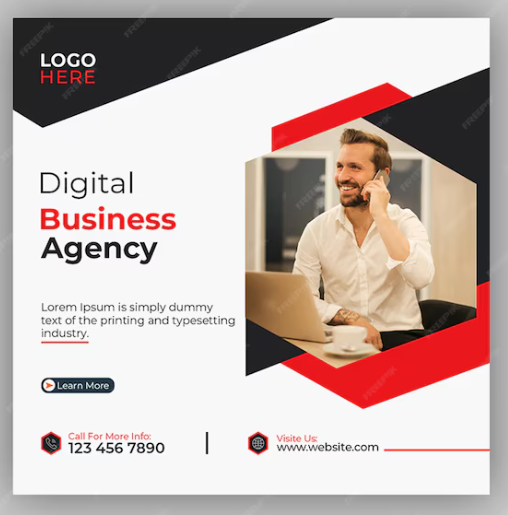 LOGO
HERE
Digital
Business
Agency
Lorem Ipsum is simply dummy
text of the printing and typesetting
industry.
Learn More
Call For More Info:
123 456 7890
Visite Us:
www.website.com